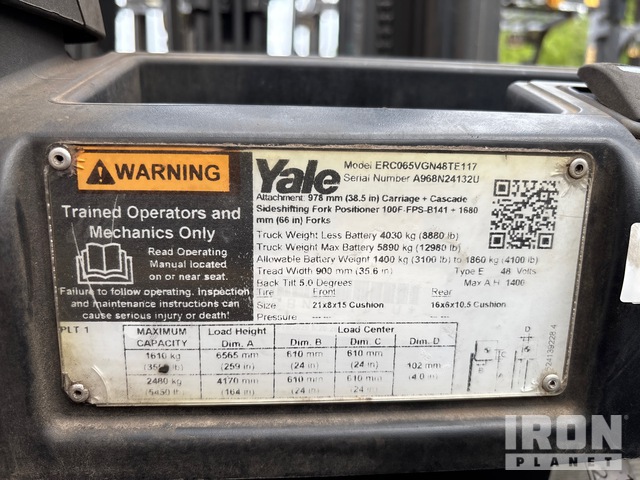 WARNING
Trained Operators and
Mechanics Only
Read Operating
Manual located
on or near seat.
Failure to follow operating, inspection
and maintenance instructions can
cause serious injury or death!
Yale
Model ERC065VGN48TE117
Serial Number A968N24132U
Attachment: 978 mm (38.5 in) Carriage + Cascade
Sideshifting Fork Positioner 100F-FPS-B141 + 1680
mm (66 in) Forks
Truck Weight Less Battery 4030 kg (8880 lb)
Truck Weight Max Battery 5890 kg (12980 lb)
Allowable Battery Weight 1400 kg (3100 lb) to 1860 kg (4100 lb)
Tread Width 900 mm (35.6 in) Type E 48 Volts
Back Tilt 5.0 Degrees Max A.H. 1400
Tire Front Rear
Size 21x8x15 Cushion 16x6x10.5 Cushion
Pressure --- -- --- --
PLT 1
MAXIMUM CAPACITY Load Height Dim. A Load Center Dim. B Dim. C Dim. D
1610 kg 6565 mm 610 mm 610 mm
(259 in) (24 in) (24 in) 102 mm
2480 kg 4170 mm 610 mm 610 mm (4.0 in)
(164 in) (24 in) (24 in)
24139228 4
IRON
PLANET